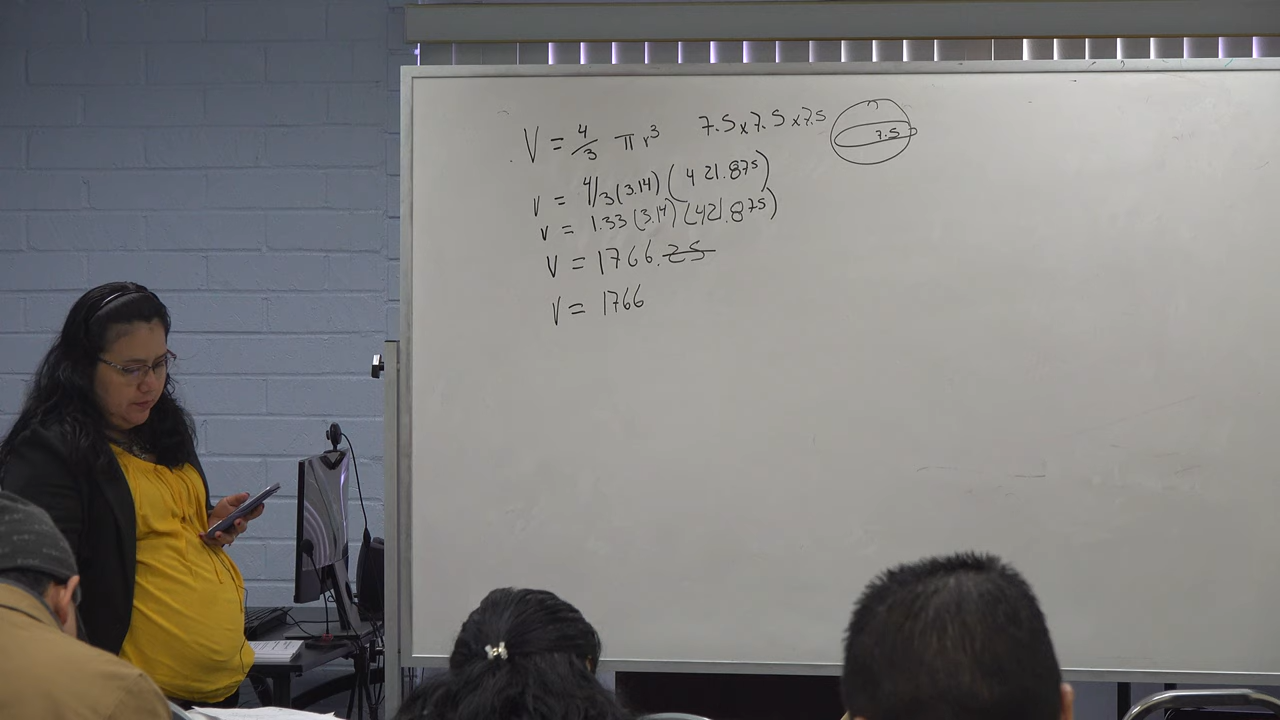 V = 4/3 π r³ 7.5 x 7.5 x 7.5 7.5
V = 4/3 (3.14) (421.875)
V = 1.33 (3.14) (421.875)
V = 1766.25
V = 1766